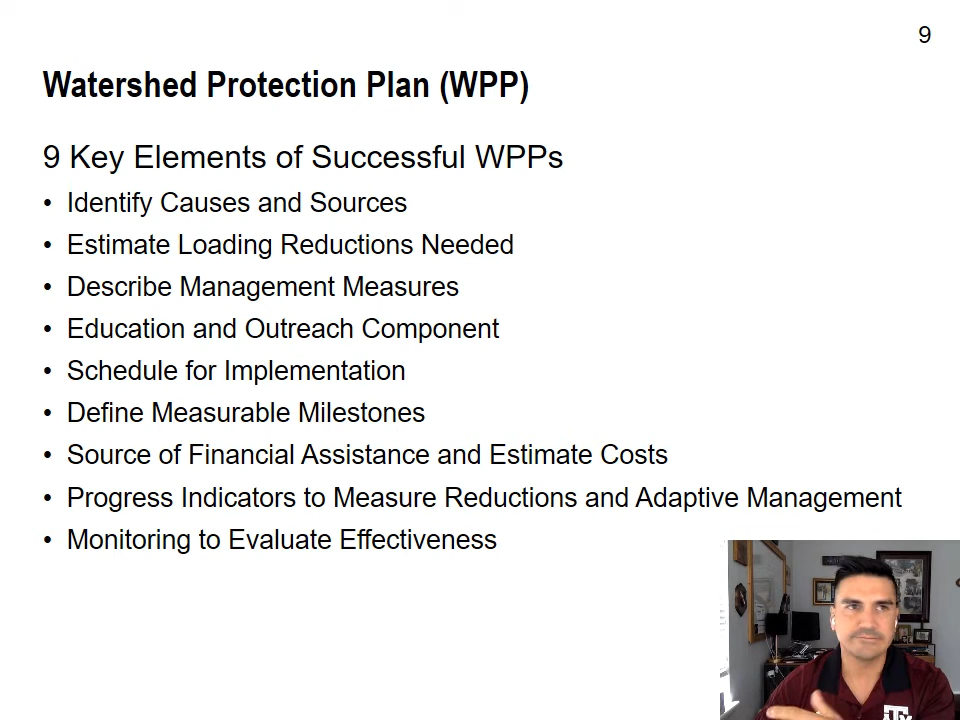 9
Watershed Protection Plan (WPP)
9 Key Elements of Successful WPPs
• Identify Causes and Sources
• Estimate Loading Reductions Needed
• Describe Management Measures
• Education and Outreach Component
• Schedule for Implementation
• Define Measurable Milestones
• Source of Financial Assistance and Estimate Costs
• Progress Indicators to Measure Reductions and Adaptive Management
• Monitoring to Evaluate Effectiveness